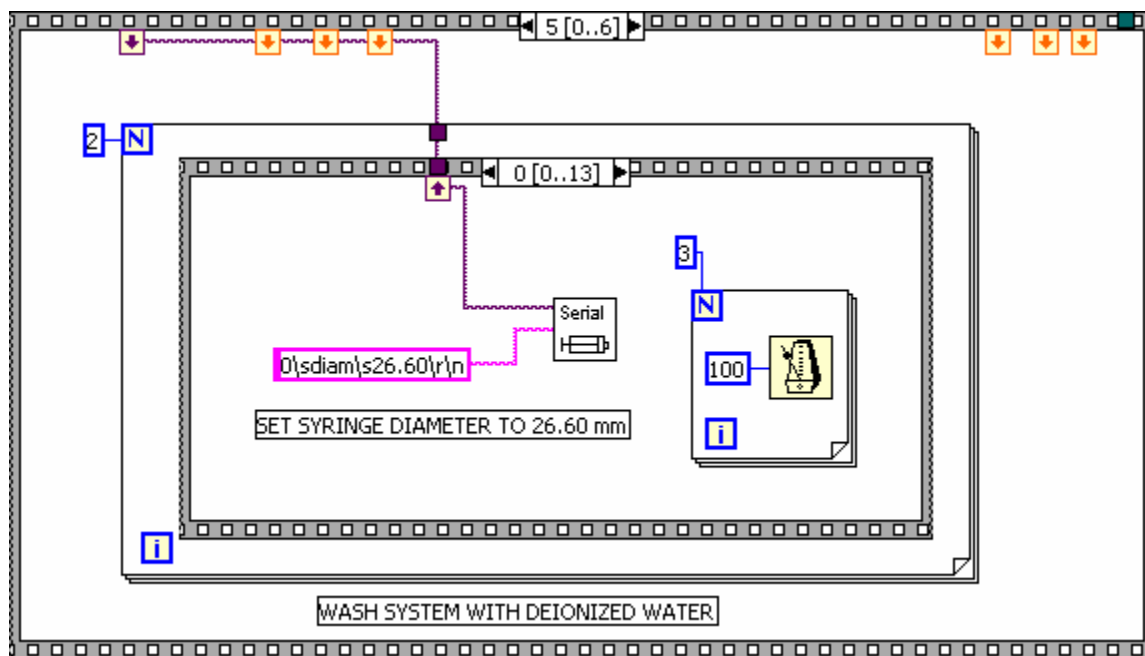 5 [0..6]
2
N
0 [0..13]
3
N
Serial
0\sdiam\s26.60\r\n
100
SET SYRINGE DIAMETER TO 26.60 mm
i
i
WASH SYSTEM WITH DEIONIZED WATER